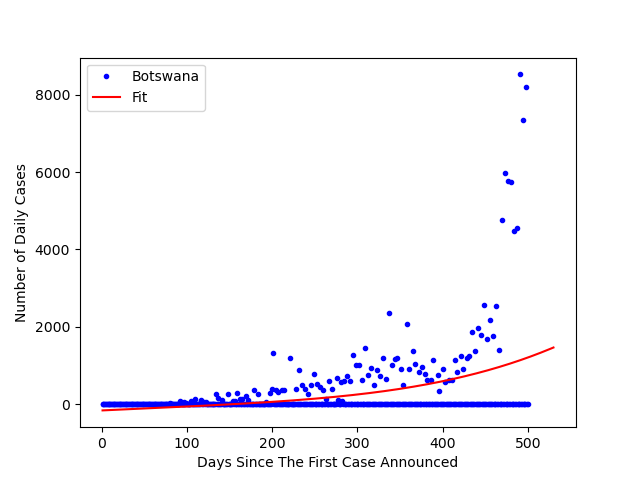 Botswana
Fit
Number of Daily Cases
8000
6000
4000
2000
0
0 100 200 300 400 500
Days Since The First Case Announced